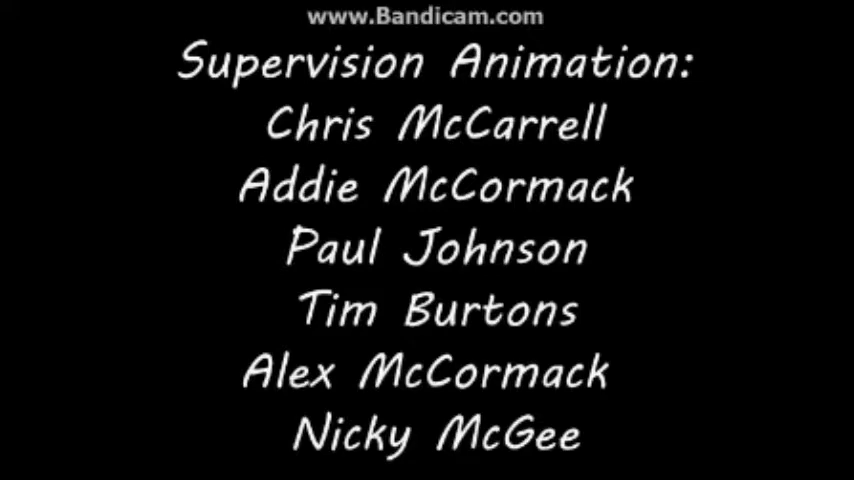 www.Bandicam.com
Supervision Animation:
Chris McCarrell
Addie McCormack
Paul Johnson
Tim Burtons
Alex McCormack
Nicky McGee